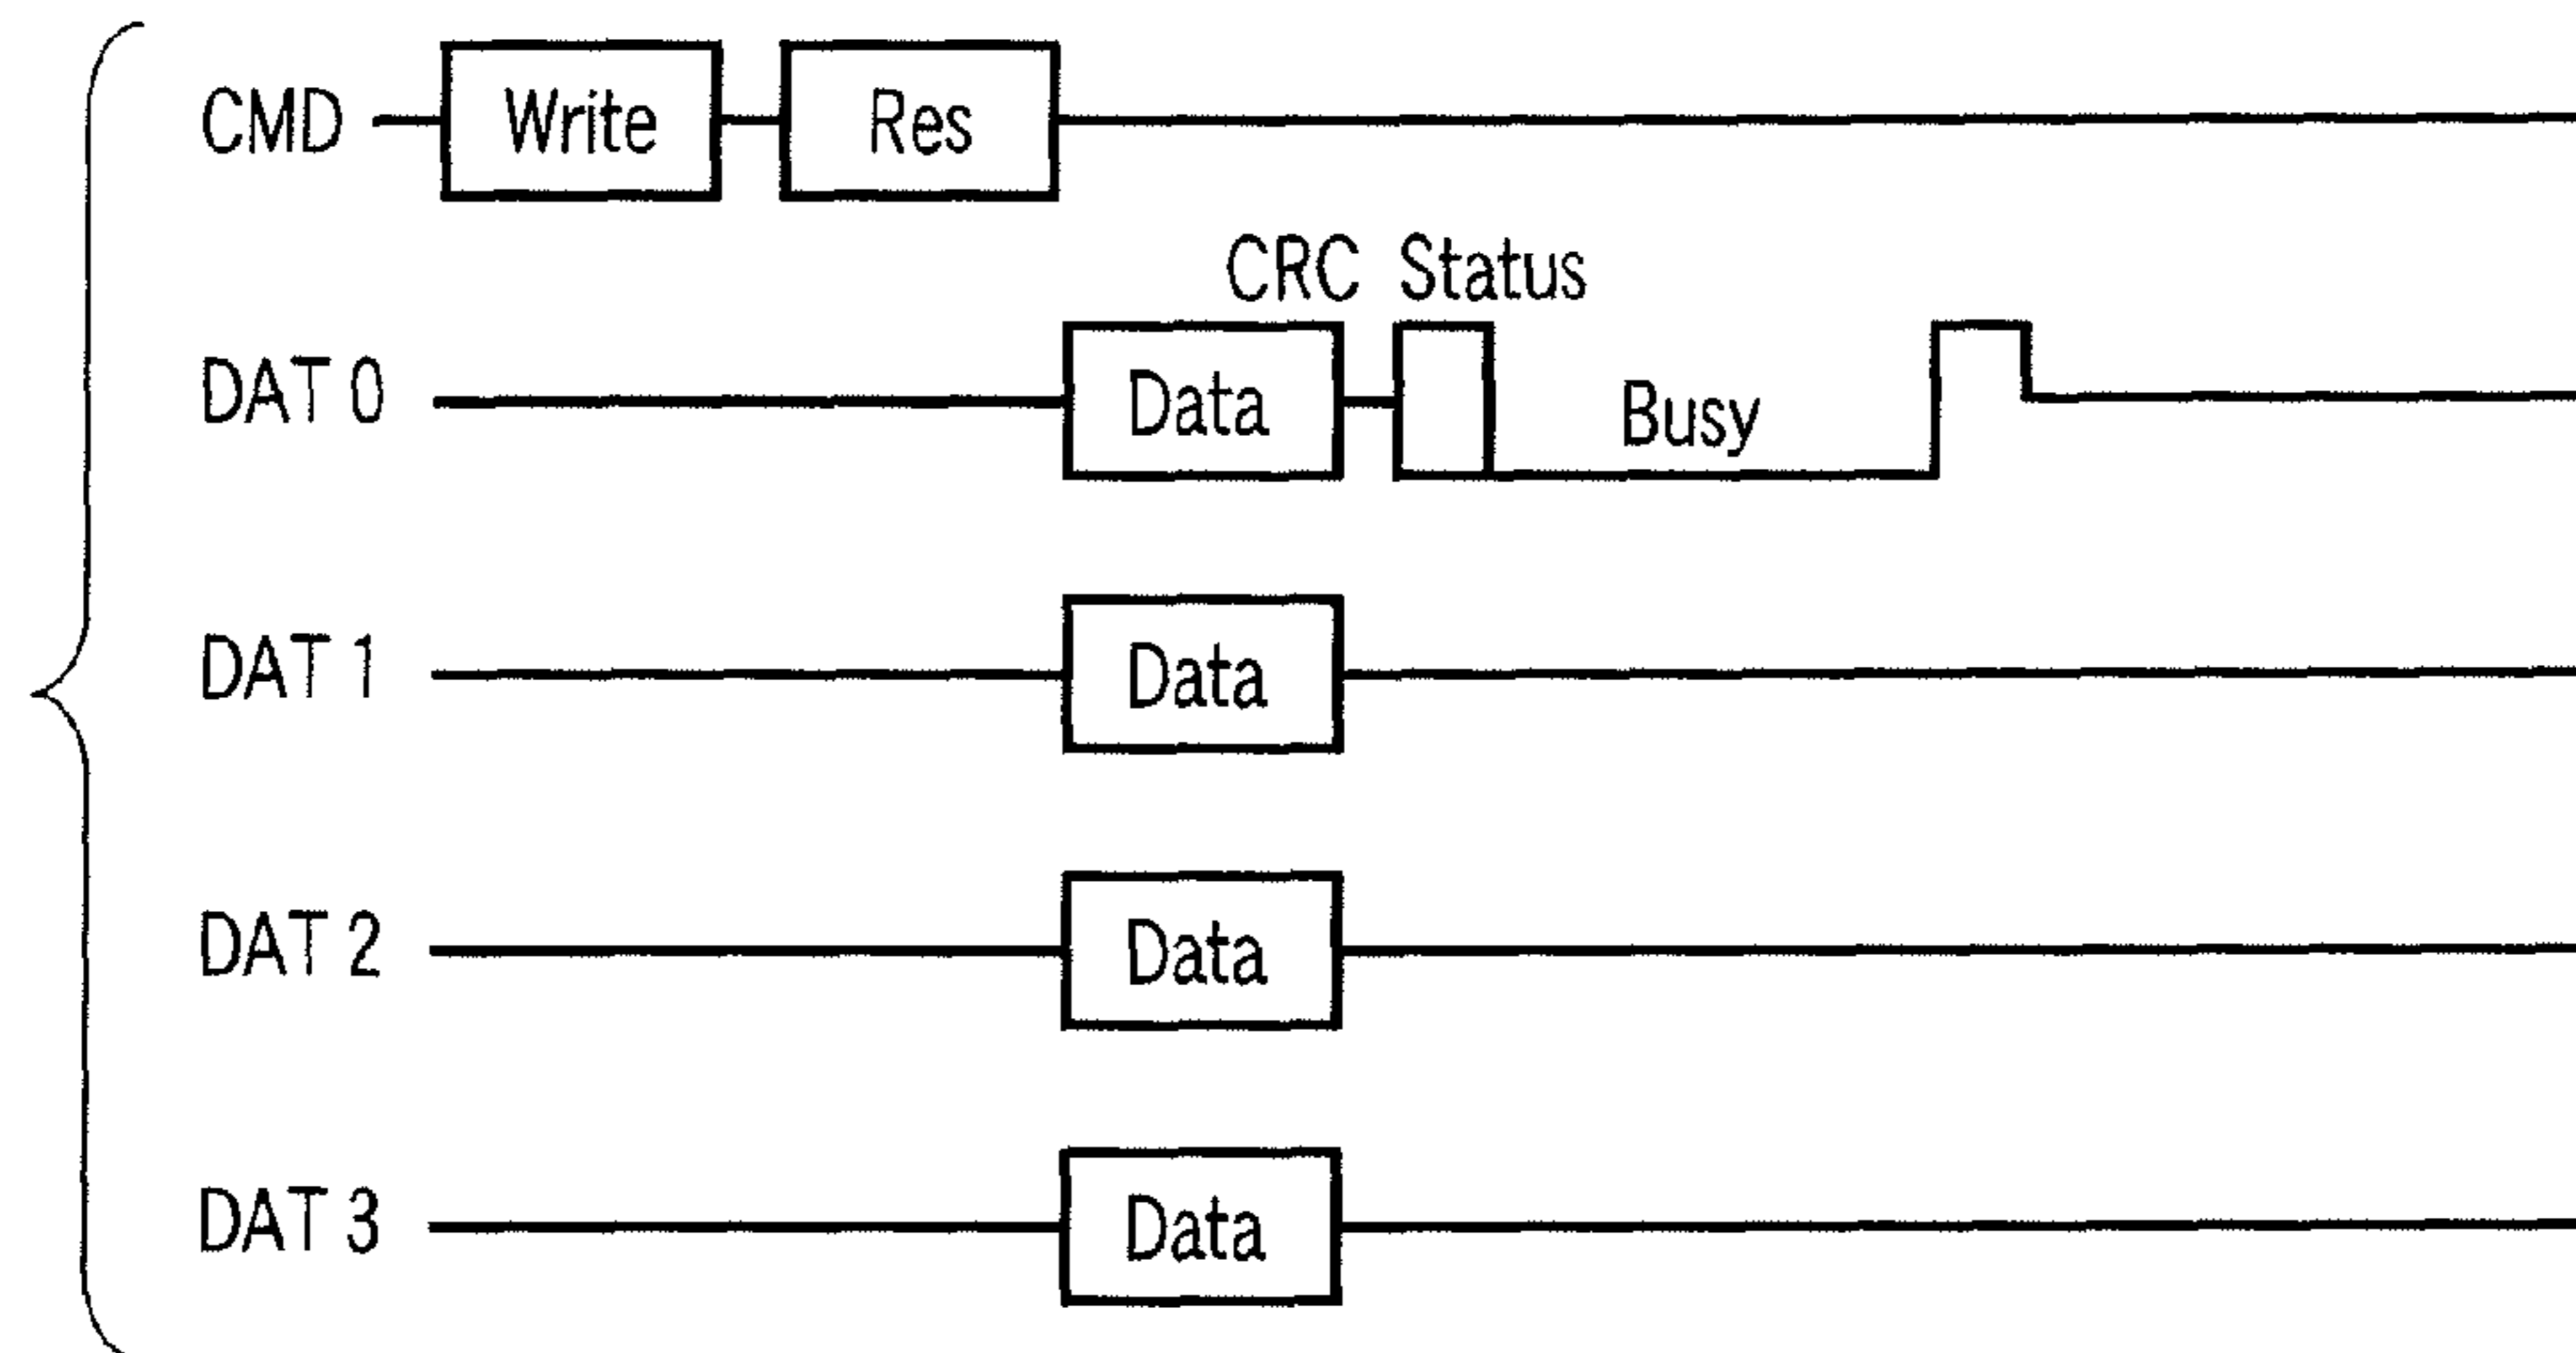 CMD Write Res
CRC Status
DAT 0 Data Busy
DAT 1 Data
DAT 2 Data
DAT 3 Data